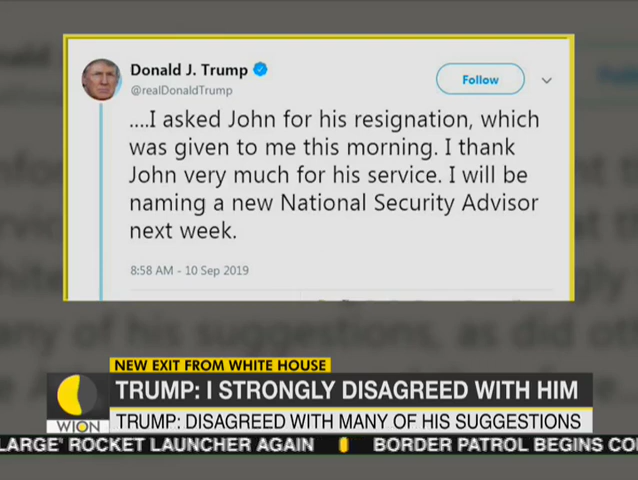 Donald J. Trump
@realDonaldTrump
Follow
....I asked John for his resignation, which
was given to me this morning. I thank
John very much for his service. I will be
naming a new National Security Advisor
next week.
8:58 AM - 10 Sep 2019
NEW EXIT FROM WHITE HOUSE
TRUMP: I STRONGLY DISAGREED WITH HIM
TRUMP: DISAGREED WITH MANY OF HIS SUGGESTIONS
WION
LARGE" ROCKET LAUNCHER AGAIN BORDER PATROL BEGINS CO